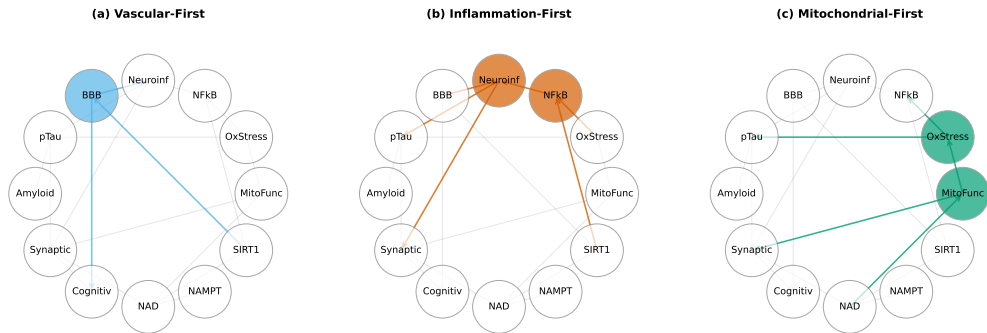 (a) Vascular-First
Neuroinf
BBB
NFkB
pTau
OxStress
Amyloid
MitoFunc
Synaptic
SIRT1
Cognitiv
NAMPT
NAD
(b) Inflammation-First
Neuroinf
BBB
NFkB
pTau
OxStress
Amyloid
MitoFunc
Synaptic
SIRT1
Cognitiv
NAMPT
NAD
(c) Mitochondrial-First
Neuroinf
BBB
NFkB
pTau
OxStress
Amyloid
MitoFunc
Synaptic
SIRT1
Cognitiv
NAMPT
NAD